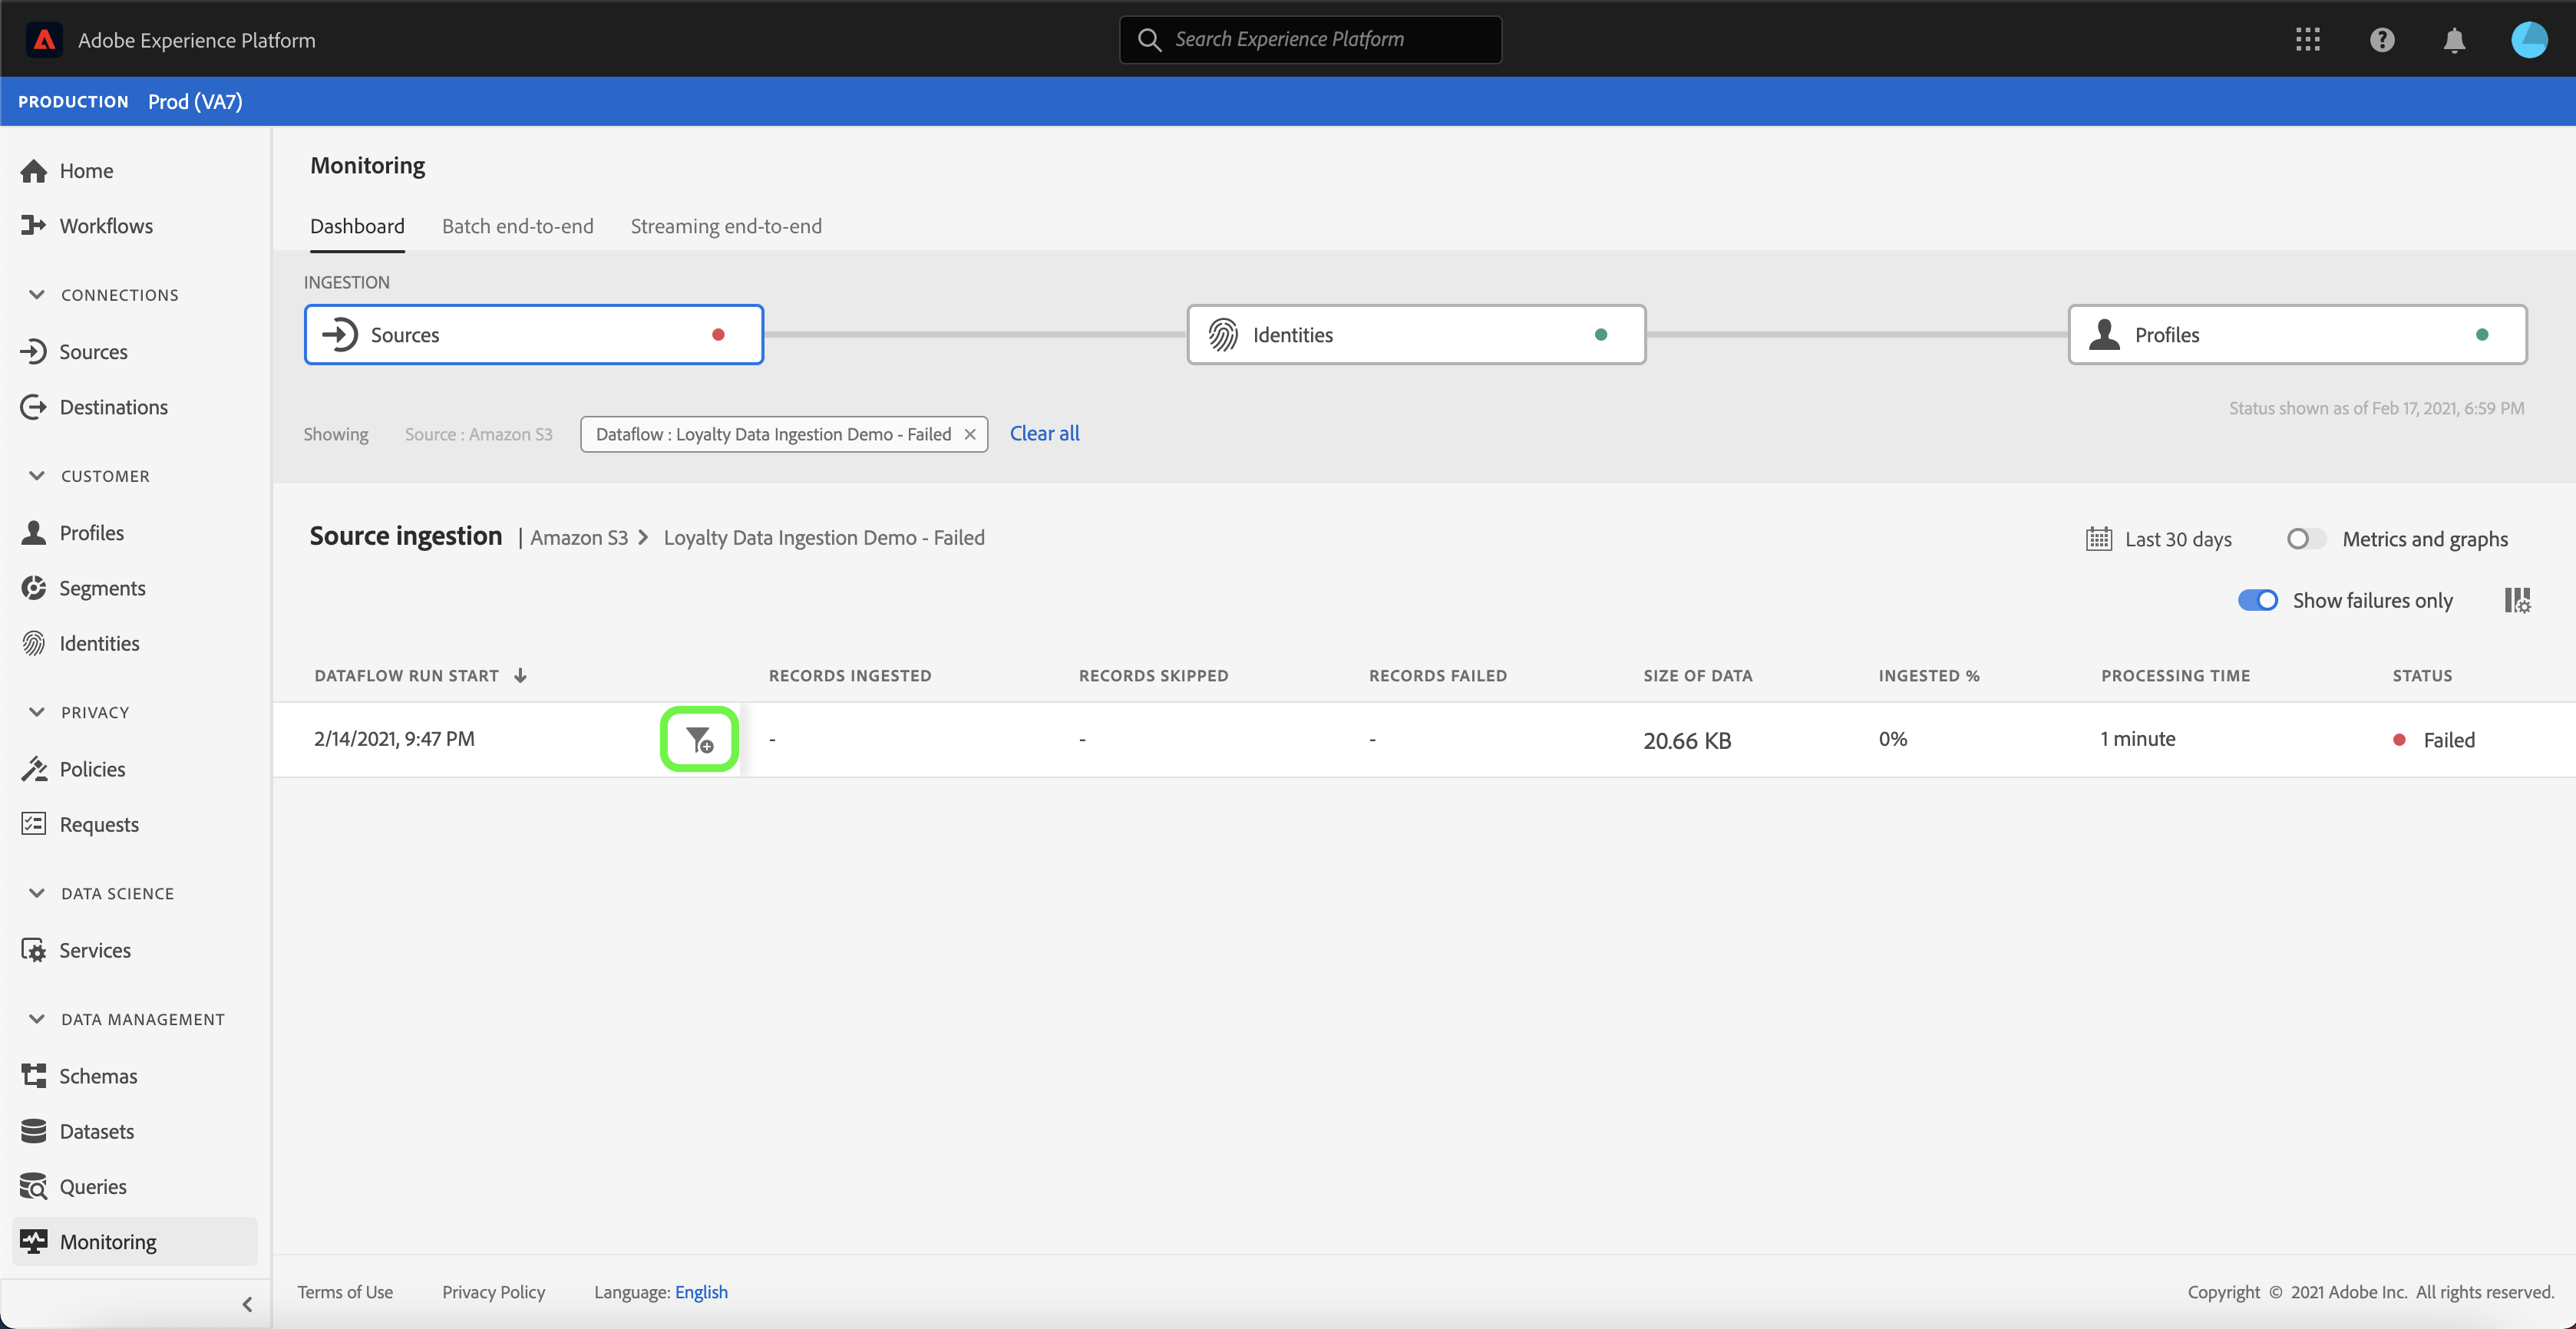 Adobe Experience Platform
Search Experience Platform
PRODUCTION Prod (VA7)
Home
Workflows
CONNECTIONS
Sources
Destinations
CUSTOMER
Profiles
Segments
Identities
PRIVACY
Policies
Requests
DATA SCIENCE
Services
DATA MANAGEMENT
Schemas
Datasets
Queries
Monitoring
Monitoring
Dashboard Batch end-to-end Streaming end-to-end
INGESTION
Sources Identities Profiles
Status shown as of Feb 17, 2021, 6:59 PM
Showing Source : Amazon S3 Dataflow : Loyalty Data Ingestion Demo - Failed Clear all
Source ingestion | Amazon S3 Loyalty Data Ingestion Demo - Failed
Last 30 days Metrics and graphs
Show failures only
DATAFLOW RUN START RECORDS INGESTED RECORDS SKIPPED RECORDS FAILED SIZE OF DATA INGESTED % PROCESSING TIME STATUS
2/14/2021, 9:47 PM - - - 20.66 KB 0% 1 minute Failed
Terms of Use Privacy Policy Language: English Copyright © 2021 Adobe Inc. All rights reserved.